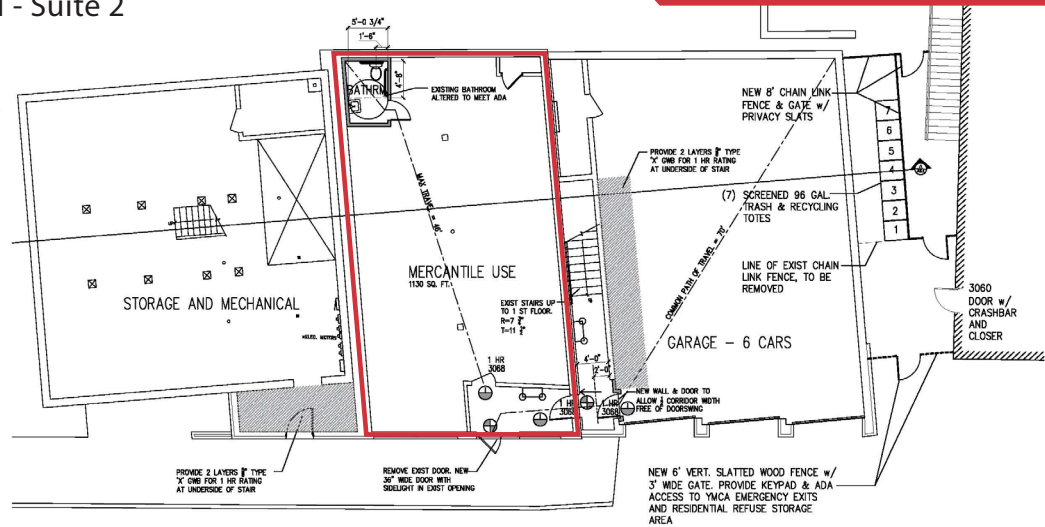 - Suite 2
5'-0 3/4"
1'-6"
4'-8"
BATHRM
EXISTING BATHROOM
ALTERED TO MEET ADA
NEW 8' CHAIN LINK
FENCE & GATE w/
PRIVACY SLATS
PROVIDE 2 LAYERS TYPE
'X' GWB FOR 1 HR RATING
AT UNDERSIDE OF STAIR
7
6
5
4
3
2
1
(7) SCREENED 96 GAL
TRASH & RECYCLING
TOTES
MAX TRAVEL = 46'
COMMON PATH OF TRAVEL = 70'
MERCANTILE USE
1130 SQ. FT.
STORAGE AND MECHANICAL
ELEC. METERS
EXIST STAIRS UP
TO 1 ST FLOOR.
R=7
T=11
LINE OF EXIST CHAIN
LINK FENCE, TO BE
REMOVED
3060
DOOR w/
CRASHBAR
AND
CLOSER
GARAGE – 6 CARS
1 HR
3068
4'-0"
2'-0"
1 HR
3068
1 HR
3068
NEW WALL & DOOR TO
ALLOW CORRIDOR WIDTH
FREE OF DOORSWING
PROVIDE 2 LAYERS TYPE
'X' GWB FOR 1 HR RATING
AT UNDERSIDE OF STAIR
REMOVE EXIST DOOR. NEW
36" WIDE DOOR WITH
SIDELIGHT IN EXIST OPENING
NEW 6' VERT. SLATTED WOOD FENCE w/
3' WIDE GATE. PROVIDE KEYPAD & ADA
ACCESS TO YMCA EMERGENCY EXITS
AND RESIDENTIAL REFUSE STORAGE
AREA